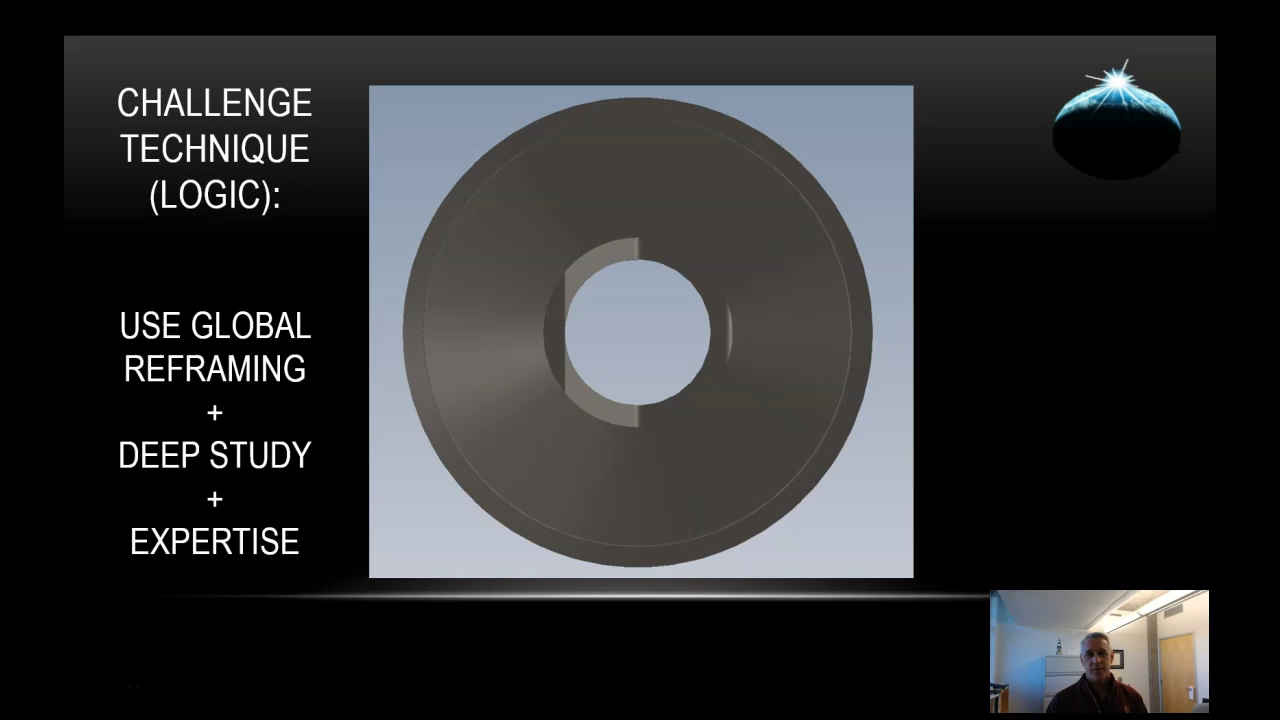 CHALLENGE
TECHNIQUE
(LOGIC):
USE GLOBAL
REFRAMING
+
DEEP STUDY
+
EXPERTISE